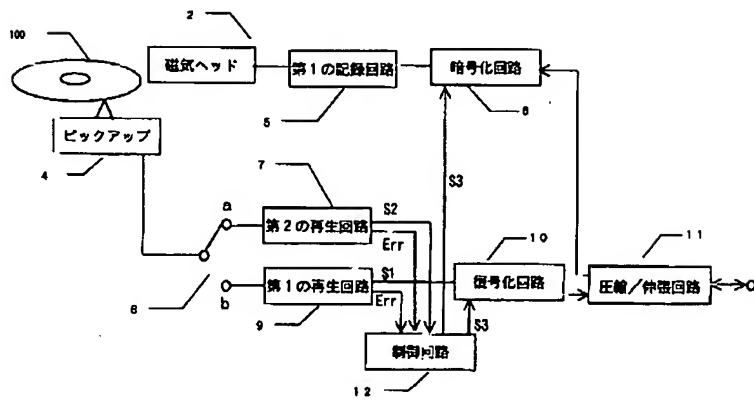 100
2
磁気ヘッド
第1の記録回路
暗号化回路
5
6
ピックアップ
4
7
S3
a
第2の再生回路
S2
Err
10
11
S1
復号化回路
圧縮/伸張回路
第1の再生回路
b
8
Err
9
S3
制御回路
12